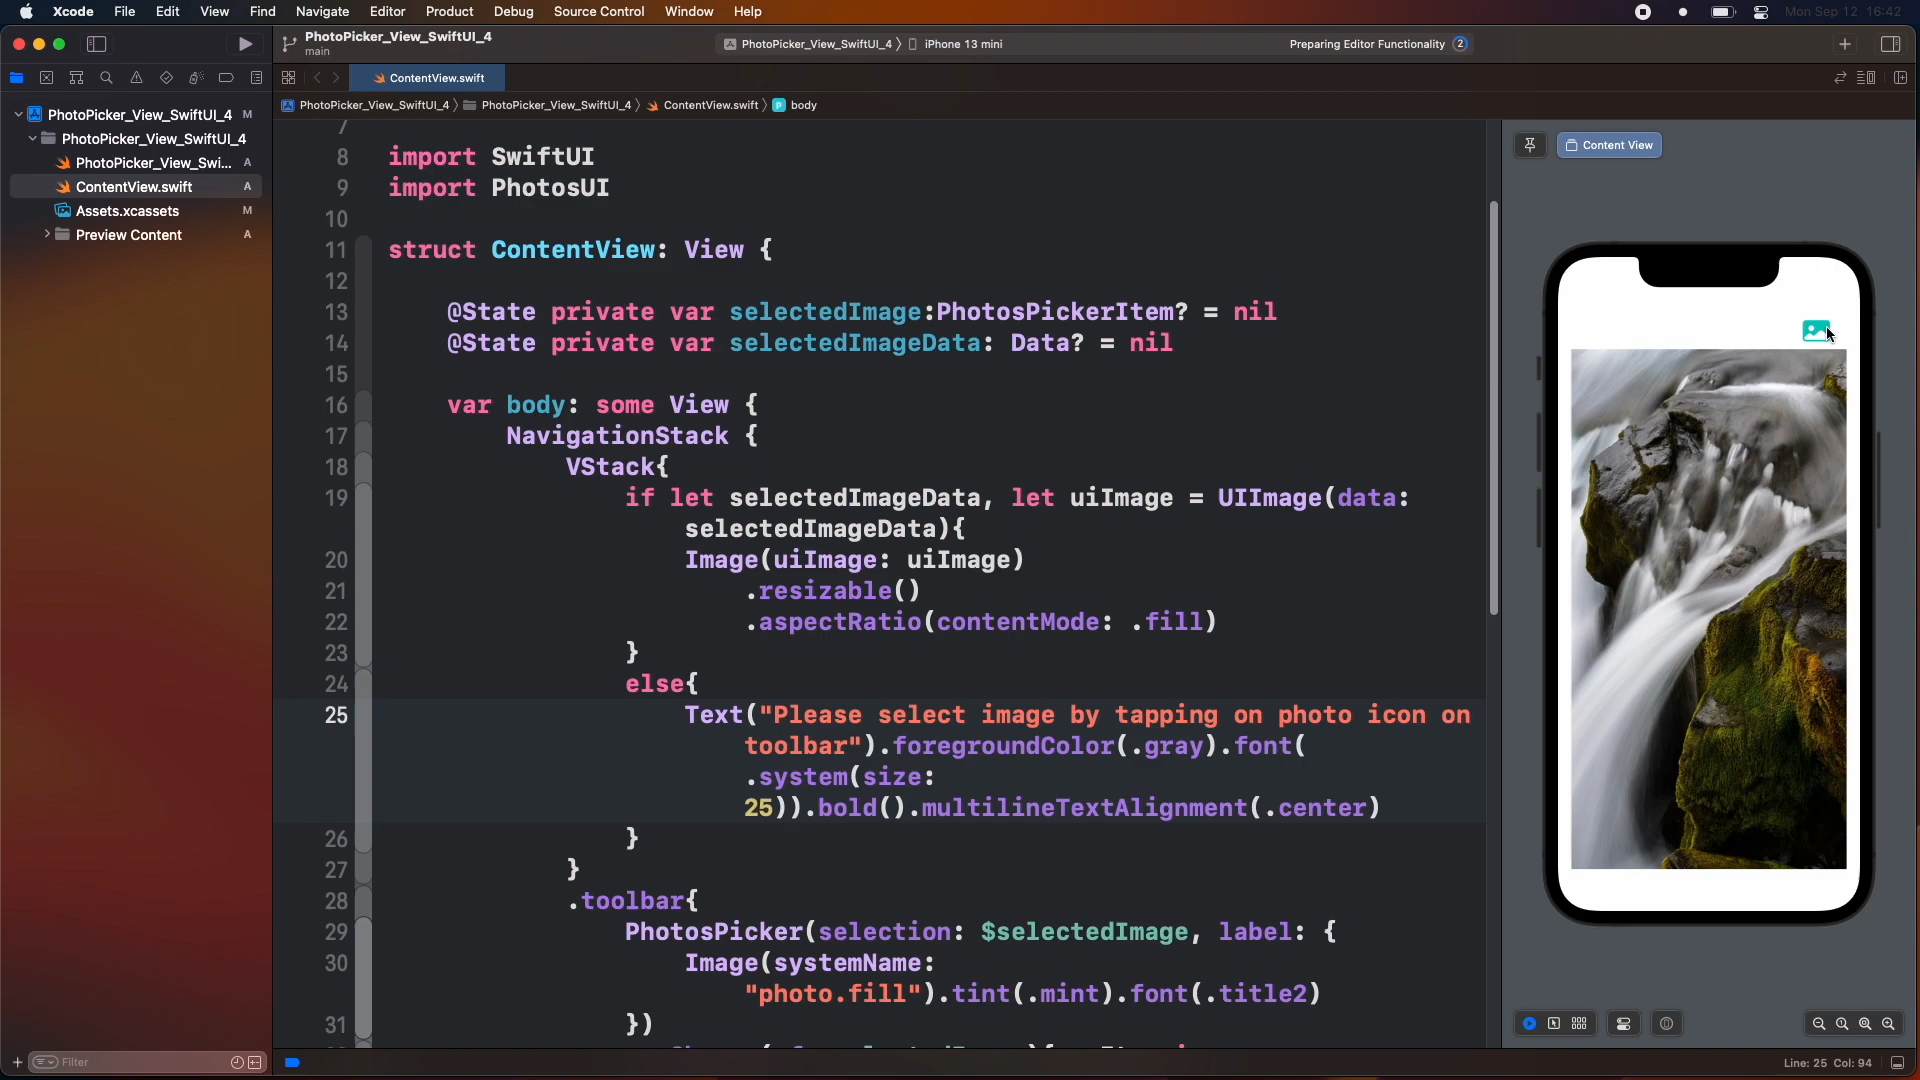 Xcode File Edit View Find Navigate Editor Product Debug Source Control Window Help Mon Sep 12 16:42
PhotoPicker_View_SwiftUI_4
main
PhotoPicker_View_SwiftUI_4 iPhone 13 mini Preparing Editor Functionality 2
ContentView.swift
PhotoPicker_View_SwiftUI_4 PhotoPicker_View_SwiftUI_4 ContentView.swift P body
PhotoPicker_View_SwiftUI_4 M
PhotoPicker_View_SwiftUI_4
PhotoPicker_View_Swi... A
ContentView.swift A
Assets.xcassets M
Preview Content A
Filter
7
8 import SwiftUI
9 import PhotosUI
10
11 struct ContentView: View {
12
13 @State private var selectedImage:PhotosPickerItem? = nil
14 @State private var selectedImageData: Data? = nil
15
16 var body: some View {
17 NavigationStack {
18 VStack{
19 if let selectedImageData, let uiImage = UIImage(data:
selectedImageData){
20 Image(uiImage: uiImage)
21 .resizable()
22 .aspectRatio(contentMode: .fill)
23 }
24 else{
25 Text("Please select image by tapping on photo icon on
toolbar").foregroundColor(.gray).font(
.system(size:
25)).bold().multilineTextAlignment(.center)
26 }
27 }
28 .toolbar{
29 PhotosPicker(selection: $selectedImage, label: {
30 Image(systemName:
"photo.fill").tint(.mint).font(.title2)
31 })
Content View
Line: 25 Col: 94